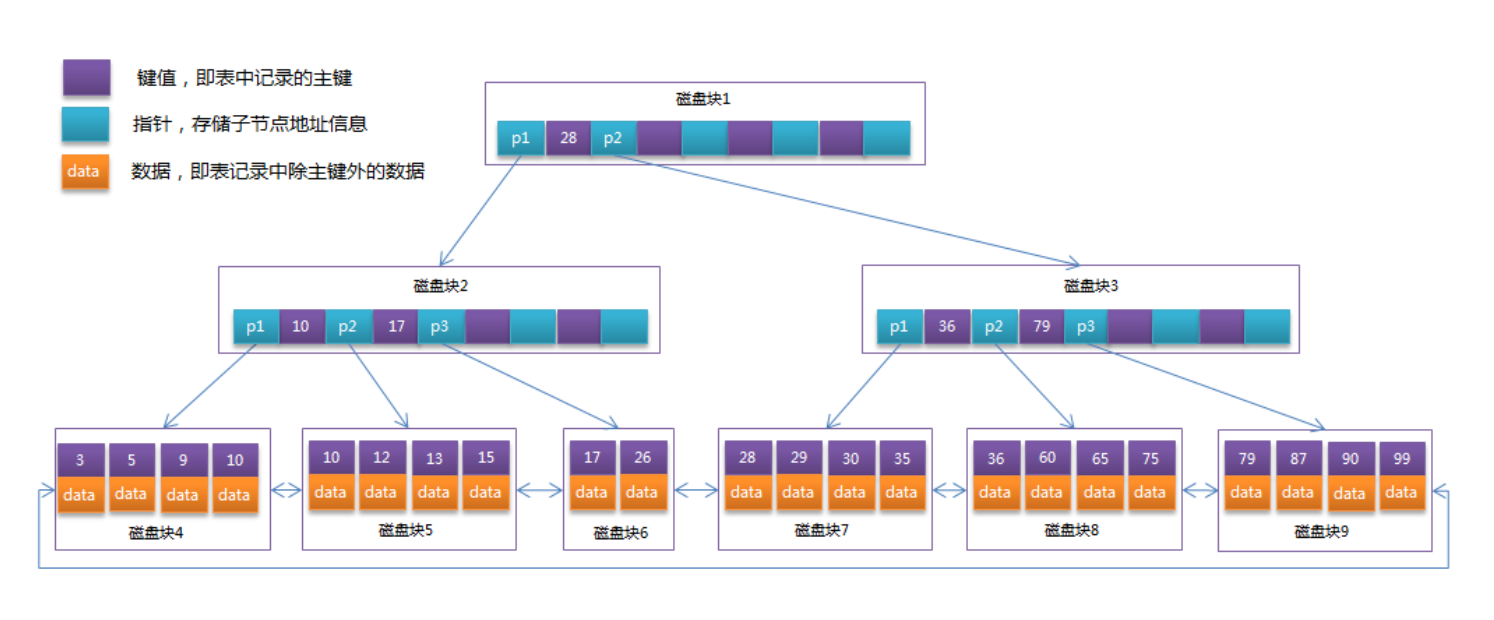 键值，即表中记录的主键
指针，存储子节点地址信息
data 数据，即表记录中除主键外的数据
磁盘块1
p1 28 p2
磁盘块2
p1 10 p2 17 p3
磁盘块3
p1 36 p2 79 p3
3 5 9 10
data data data data
磁盘块4
10 12 13 15
data data data data
磁盘块5
17 26
data data
磁盘块6
28 29 30 35
data data data data
磁盘块7
36 60 65 75
data data data data
磁盘块8
79 87 90 99
data data data data
磁盘块9